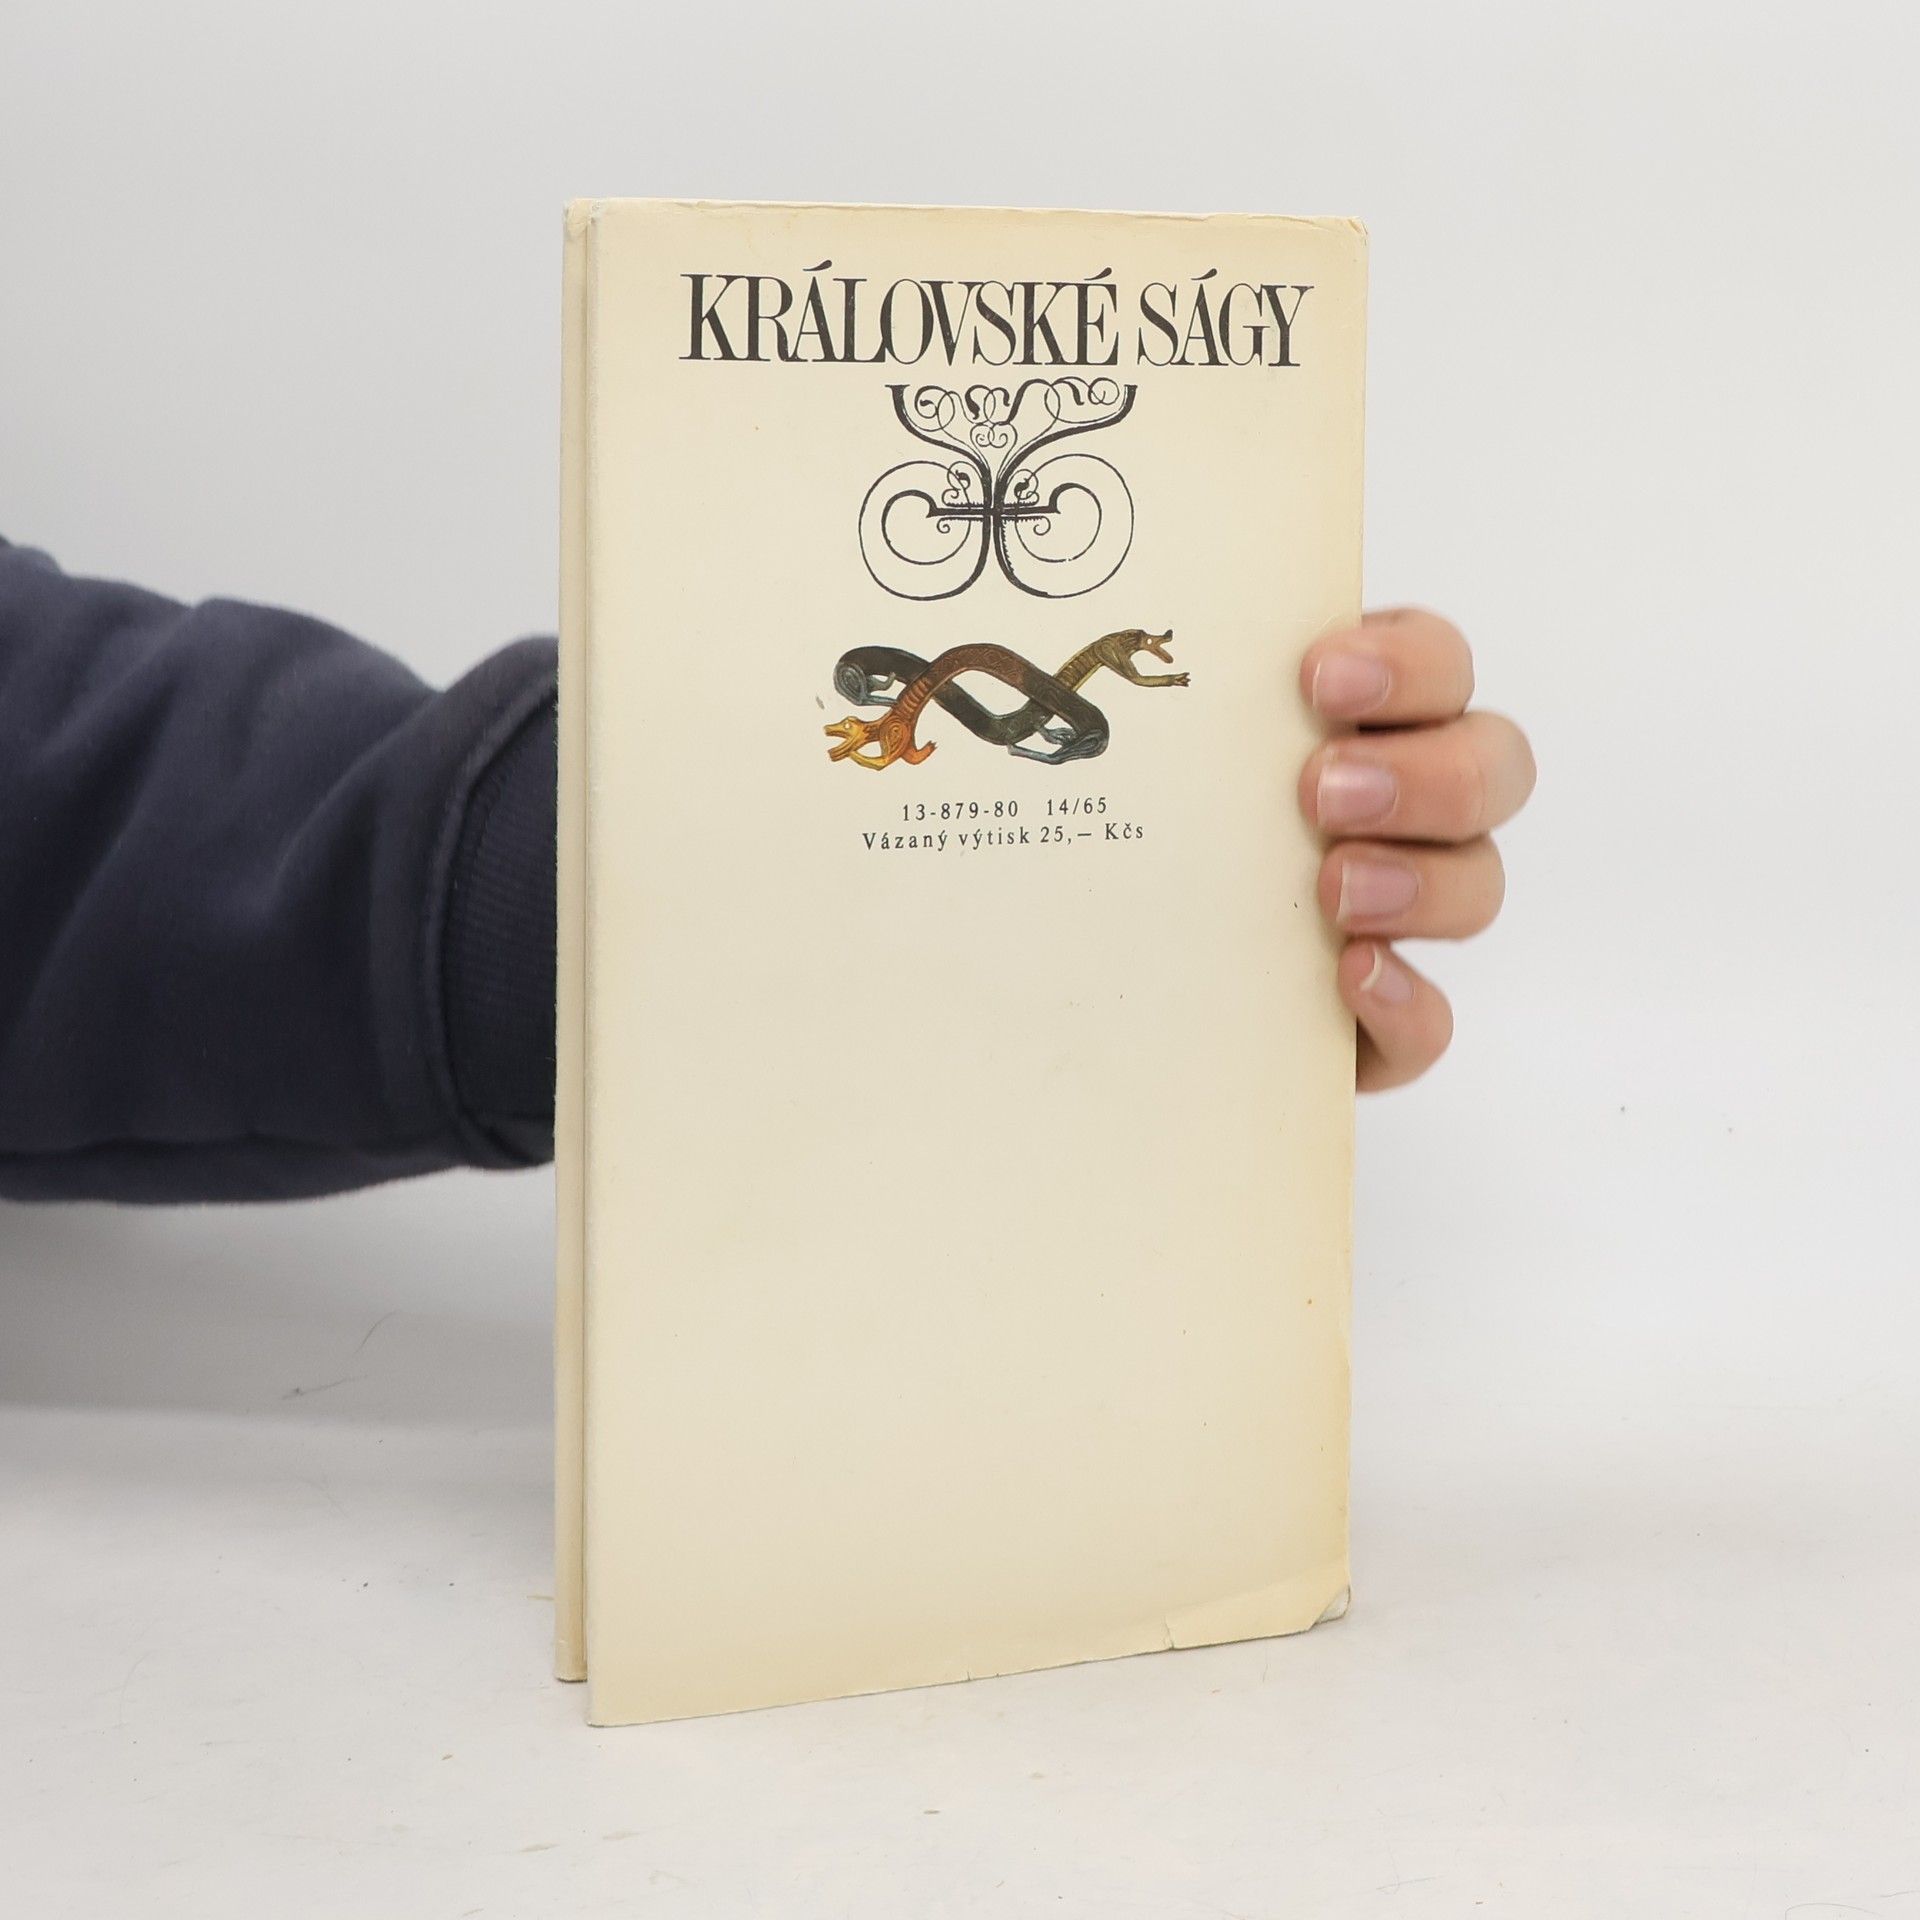 KRÁLOVSKÉ SÁGY
13-879-80 14/65
Vázaný výtisk 25,— Kčs